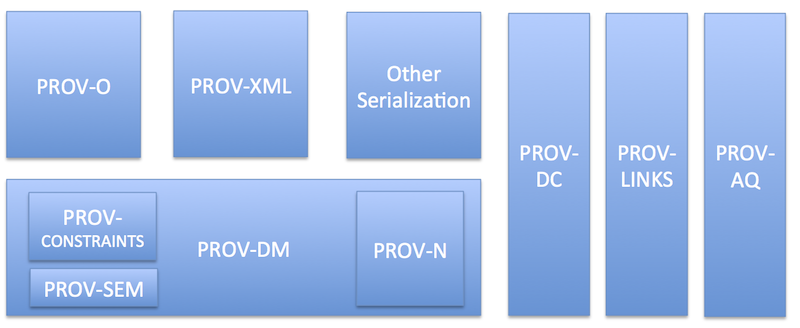 PROV-O
PROV-XML
Other
Serialization
PROV-
DC
PROV-
LINKS
PROV-
AQ
PROV-
CONSTRAINTS
PROV-SEM
PROV-DM
PROV-N